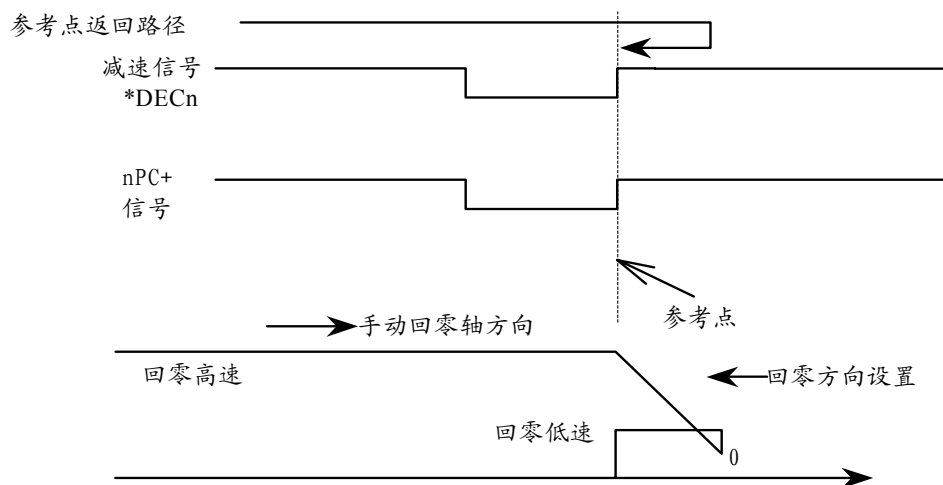 参考点返回路径
减速信号
*DECn
nPC+
信号
参考点
手动回零轴方向
回零高速
回零方向设置
回零低速
0